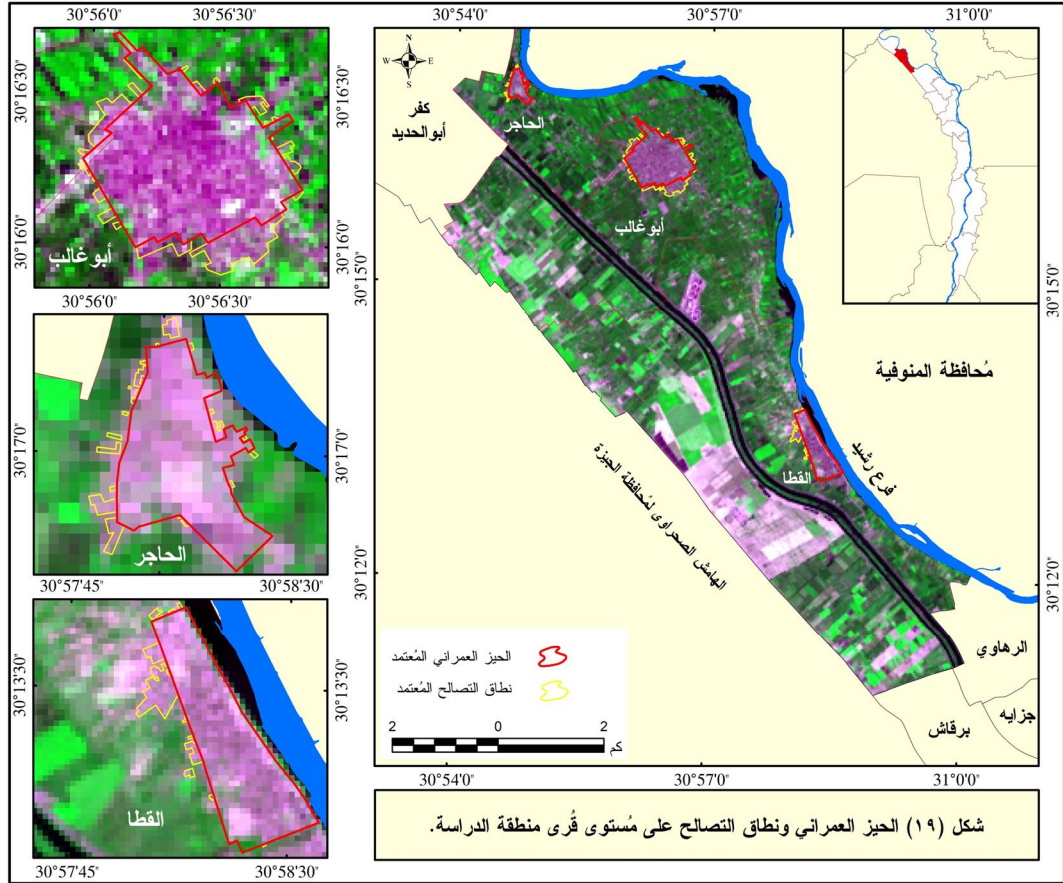 30°56'0" 30°56'30"
30°16'30" 30°16'30"
30°16'0" 30°16'0"
أبوغالب
30°56'0" 30°56'30"
30°17'0" 30°17'0"
الحاجر
30°57'45" 30°58'30"
30°13'30" 30°13'30"
القطا
30°57'45" 30°58'30"
30°54'0" 30°57'0" 31°0'0"
N
W E
S
كفر
أبوالحديد
الحاجر
أبوغالب
30°15'0" 30°15'0"
مُحافظة المنوفية
فرع رشيد
القطا
الهامش الصحراوى لمُحافظة الجيزة
30°12'0" 30°12'0"
الرهاوي
جزايه
برقاش
الحيز العمراني المُعتمد
نطاق التصالح المُعتمد
2 0 2
كم
30°54'0" 30°57'0" 31°0'0"
شكل (١٩) الحيز العمراني ونطاق التصالح على مُستوى قُرى منطقة الدراسة.